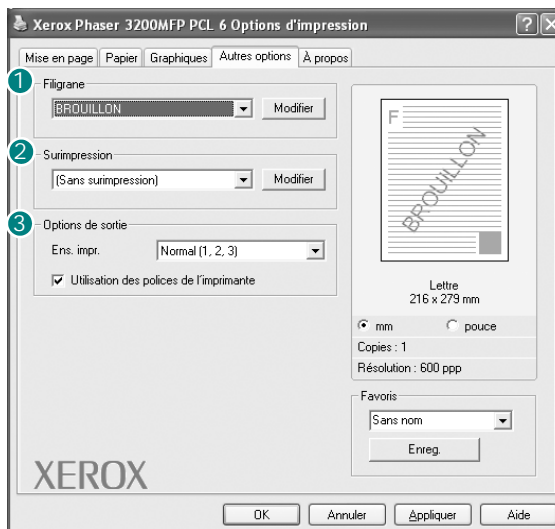 Xerox Phaser 3200MFP PCL 6 Options d'impression
Mise en page Papier Graphiques Autres options À propos
1 Filigrane
BROUILLON Modifier
2 Surimpression
(Sans surimpression) Modifier
3 Options de sortie
Ens. impr. Normal (1, 2, 3)
Utilisation des polices de l'imprimante
F
BROUILLON
Lettre
216 x 279 mm
mm pouce
Copies : 1
Résolution : 600 ppp
Favoris
Sans nom
Enreg.
XEROX
OK Annuler Appliquer Aide